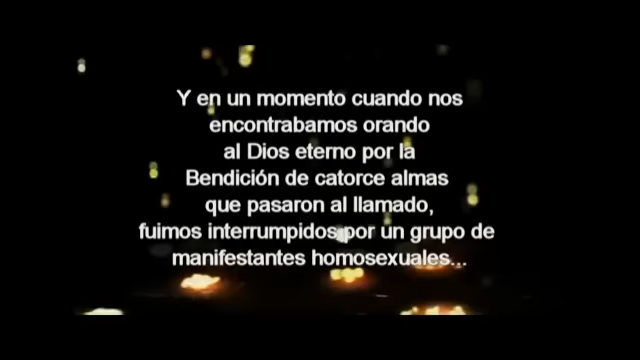 Y en un momento cuando nos
encontrabamos orando
al Dios eterno por la
Bendición de catorce almas
que pasaron al llamado,
fuimos interrumpidos por un grupo de
manifestantes homosexuales...